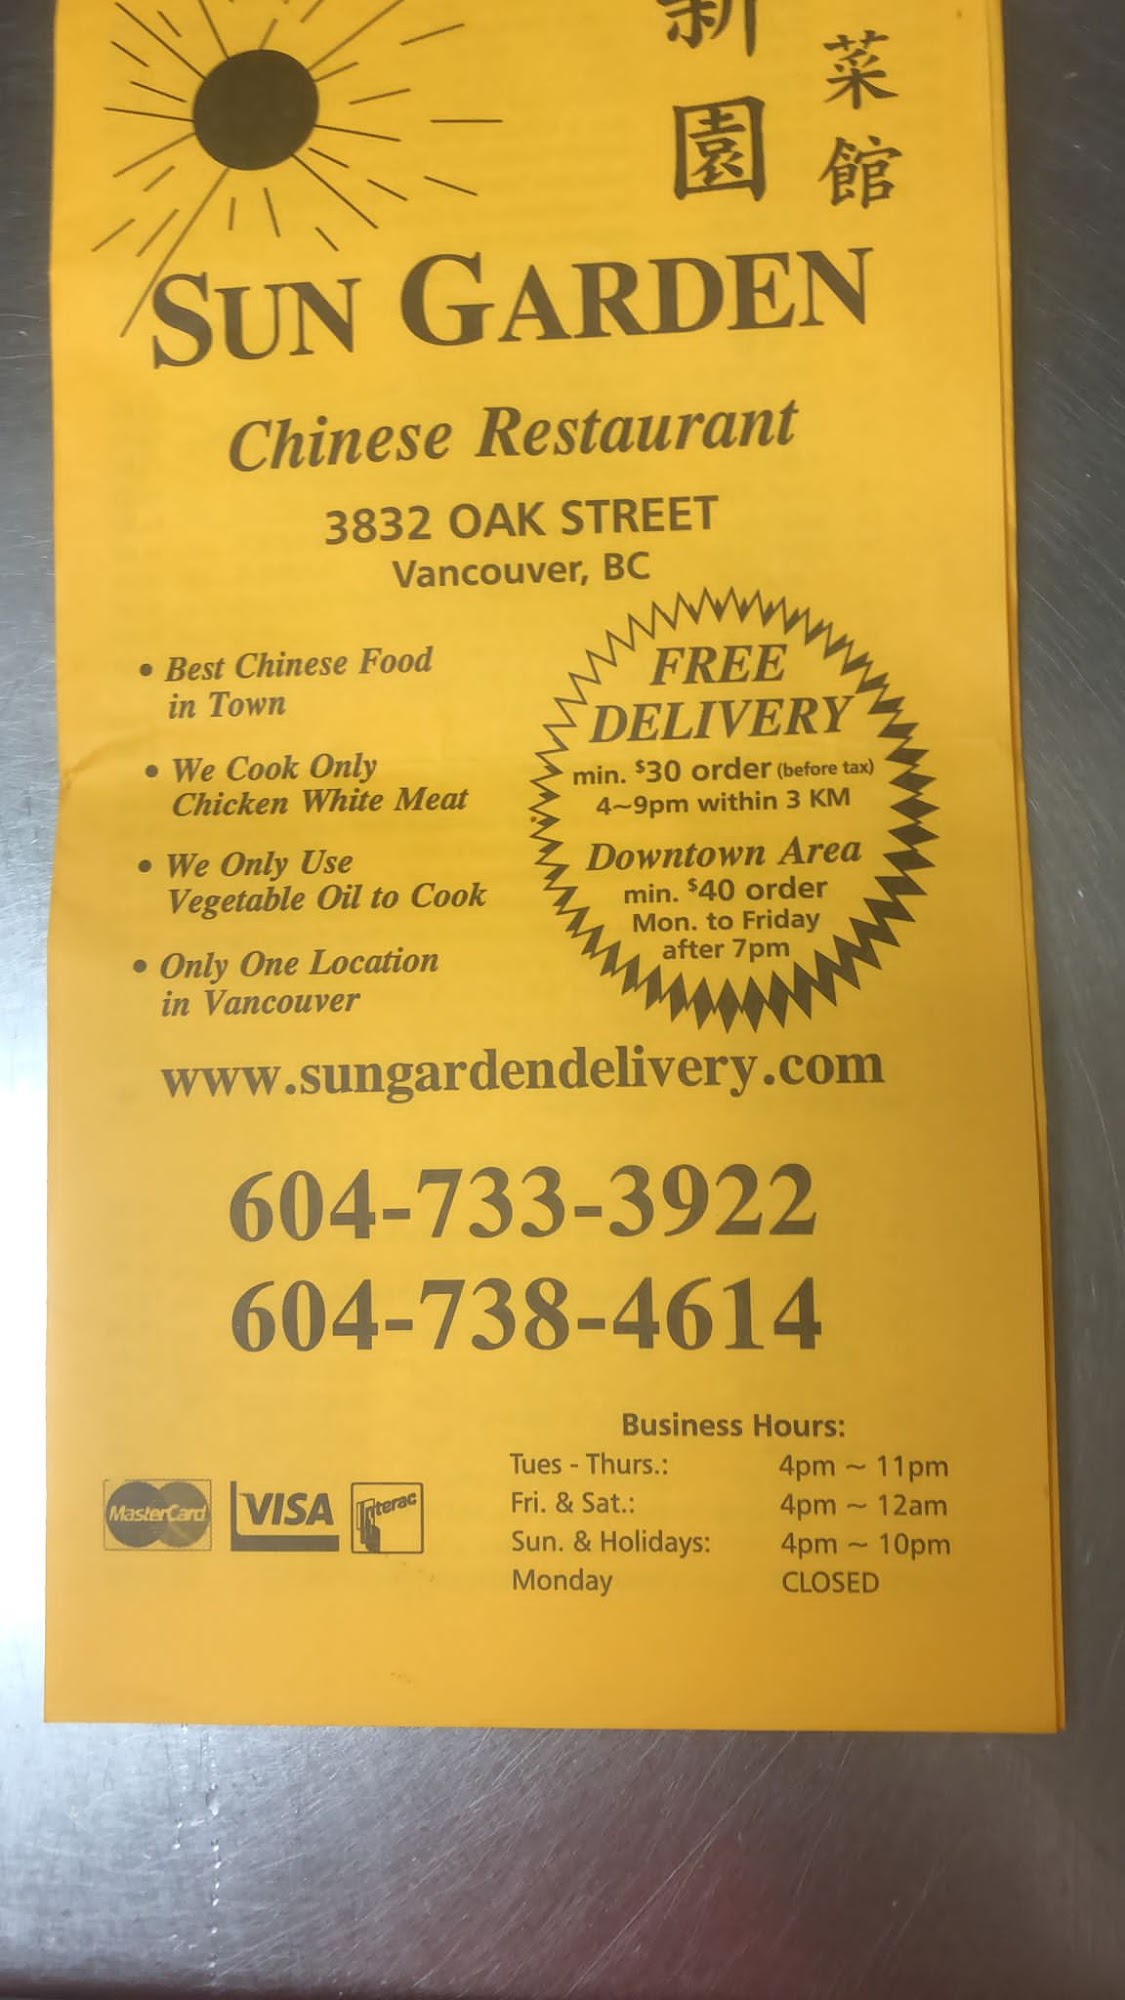 新園
菜館
SUN GARDEN
Chinese Restaurant
3832 OAK STREET
Vancouver, BC
• Best Chinese Food
in Town
• We Cook Only
Chicken White Meat
• We Only Use
Vegetable Oil to Cook
• Only One Location
in Vancouver
FREE
DELIVERY
min. $30 order (before tax)
4~9pm within 3 KM
Downtown Area
min. $40 order
Mon. to Friday
after 7pm
www.sungardendelivery.com
604-733-3922
604-738-4614
MasterCard
VISA
Interac
Business Hours:
Tues - Thurs.: 4pm ~ 11pm
Fri. & Sat.: 4pm ~ 12am
Sun. & Holidays: 4pm ~ 10pm
Monday CLOSED